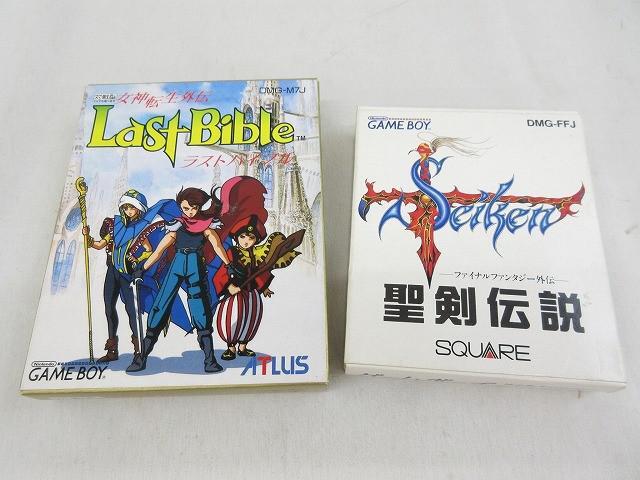 女神転生外伝
DMG-M7J
Last Bible
TM
ラストバイブル
Nintendo
GAME BOY
ATLUS
Nintendo
GAME BOY
DMG-FFJ
Seiken
ファイナルファンタジー外伝
聖剣伝説
SQUARE